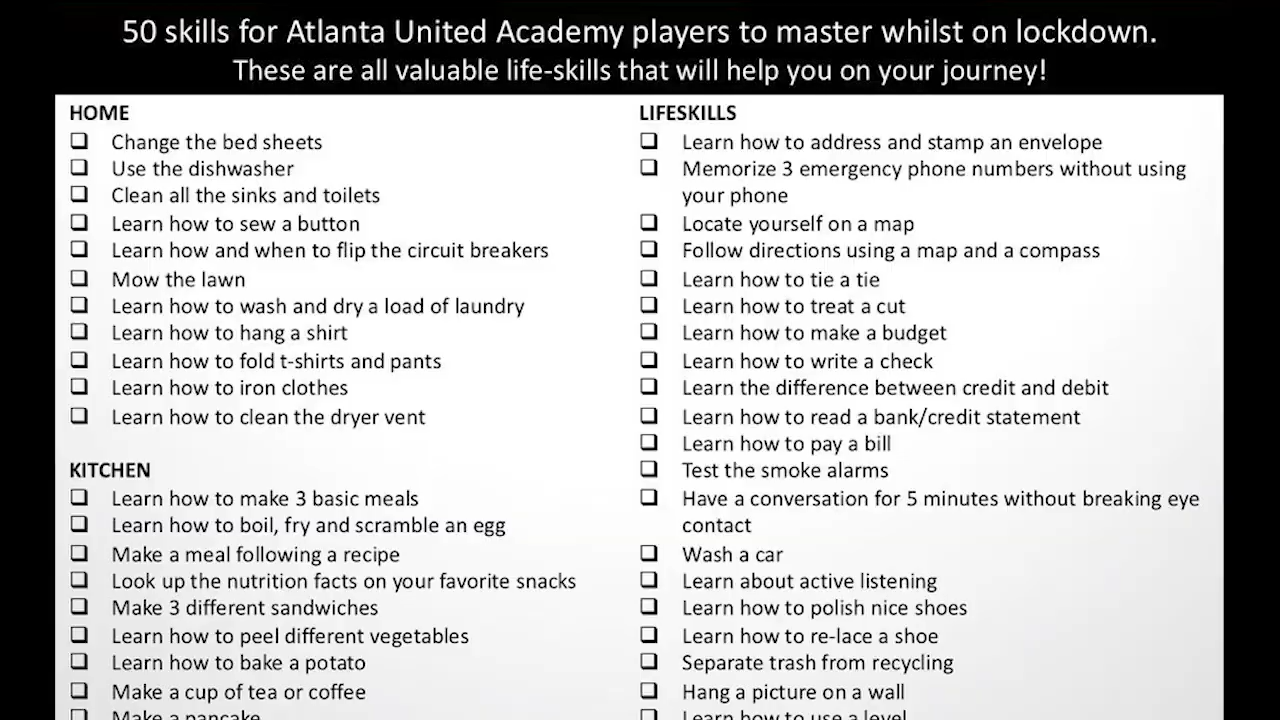 50 skills for Atlanta United Academy players to master whilst on lockdown.
These are all valuable life-skills that will help you on your journey!
HOME
Change the bed sheets
Use the dishwasher
Clean all the sinks and toilets
Learn how to sew a button
Learn how and when to flip the circuit breakers
Mow the lawn
Learn how to wash and dry a load of laundry
Learn how to hang a shirt
Learn how to fold t-shirts and pants
Learn how to iron clothes
Learn how to clean the dryer vent
KITCHEN
Learn how to make 3 basic meals
Learn how to boil, fry and scramble an egg
Make a meal following a recipe
Look up the nutrition facts on your favorite snacks
Make 3 different sandwiches
Learn how to peel different vegetables
Learn how to bake a potato
Make a cup of tea or coffee
Make a pancake
LIFESKILLS
Learn how to address and stamp an envelope
Memorize 3 emergency phone numbers without using
your phone
Locate yourself on a map
Follow directions using a map and a compass
Learn how to tie a tie
Learn how to treat a cut
Learn how to make a budget
Learn how to write a check
Learn the difference between credit and debit
Learn how to read a bank/credit statement
Learn how to pay a bill
Test the smoke alarms
Have a conversation for 5 minutes without breaking eye
contact
Wash a car
Learn about active listening
Learn how to polish nice shoes
Learn how to re-lace a shoe
Separate trash from recycling
Hang a picture on a wall
Learn how to use a level